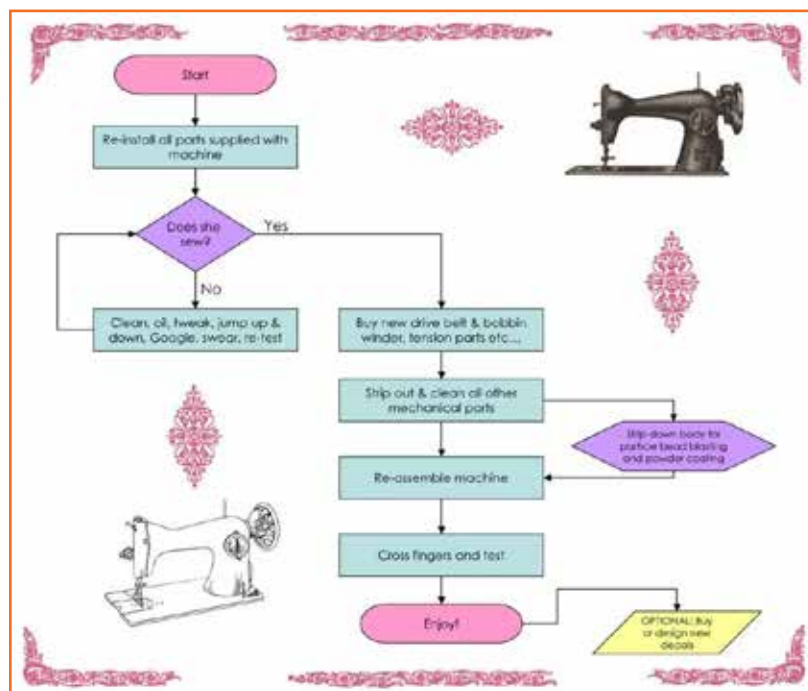 Start
Re-install all parts supplied with
machine
Does she
sew?
Yes
No
Clean, oil, tweak, jump up &
down, Google, swear, re-test
Buy new drive belt & bobbin
winder, tension parts etc...,
Strip out & clean all other
mechanical parts
Strip-down body for
particle bead blasting
and powder coating
Re-assemble machine
Cross fingers and test
Enjoy!
OPTIONAL: Buy
or design new
decals